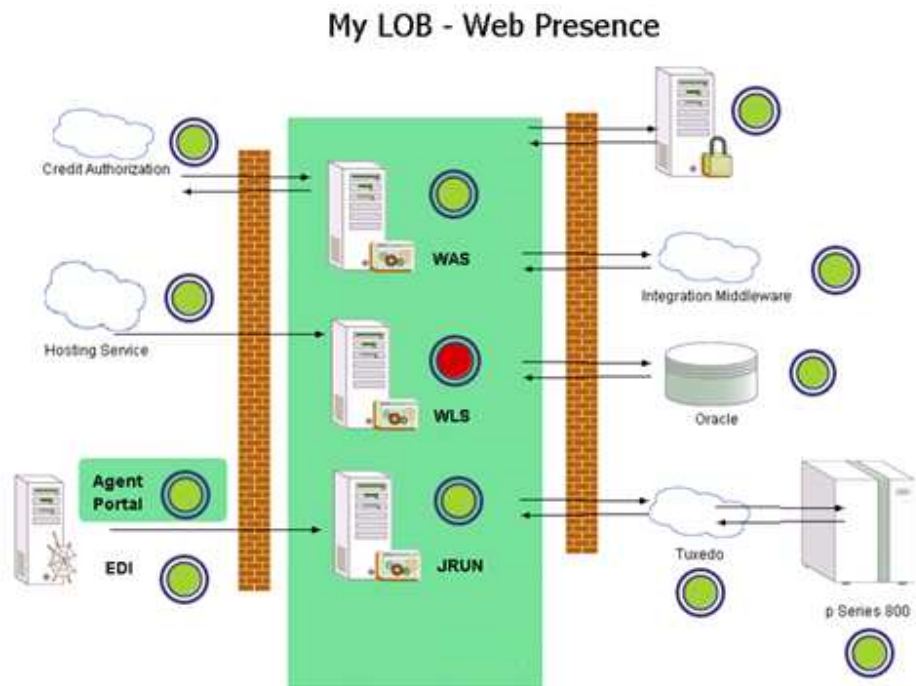 My LOB - Web Presence
Credit Authorization
WAS
Integration Middleware
Hosting Service
WLS
Oracle
Agent
Portal
EDI
JRUN
Tuxedo
p Series 800